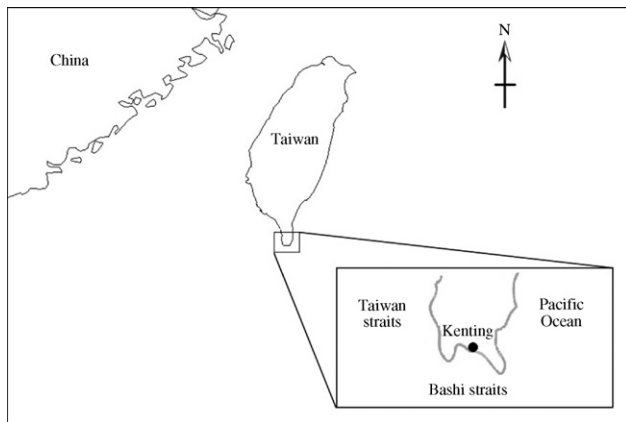 N
China
Taiwan
Taiwan
straits
Pacific
Ocean
Kenting
Bashi straits